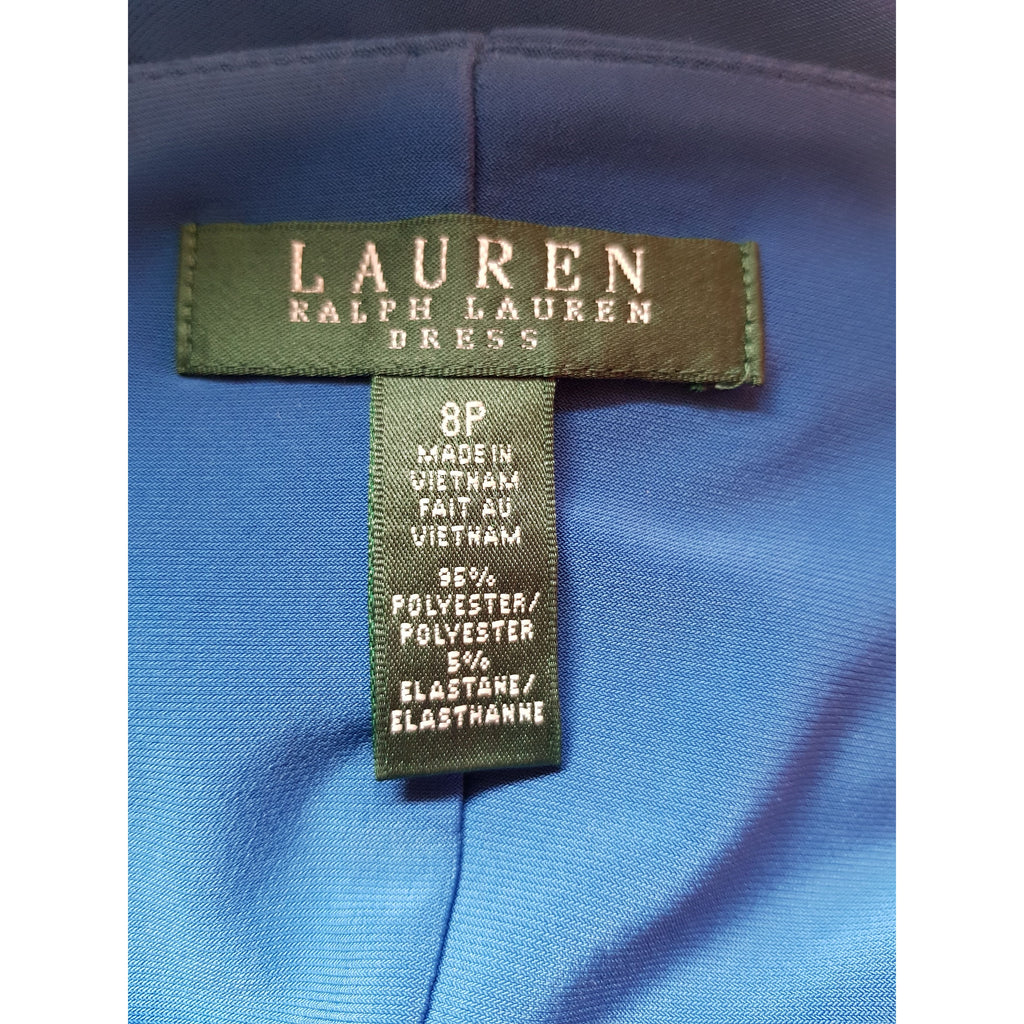 LAUREN
RALPH LAUREN
DRESS
8P
MADE IN
VIETNAM
FAIT AU
VIETNAM
95%
POLYESTER/
POLYESTER
5%
ELASTANE/
ELASTHANNE